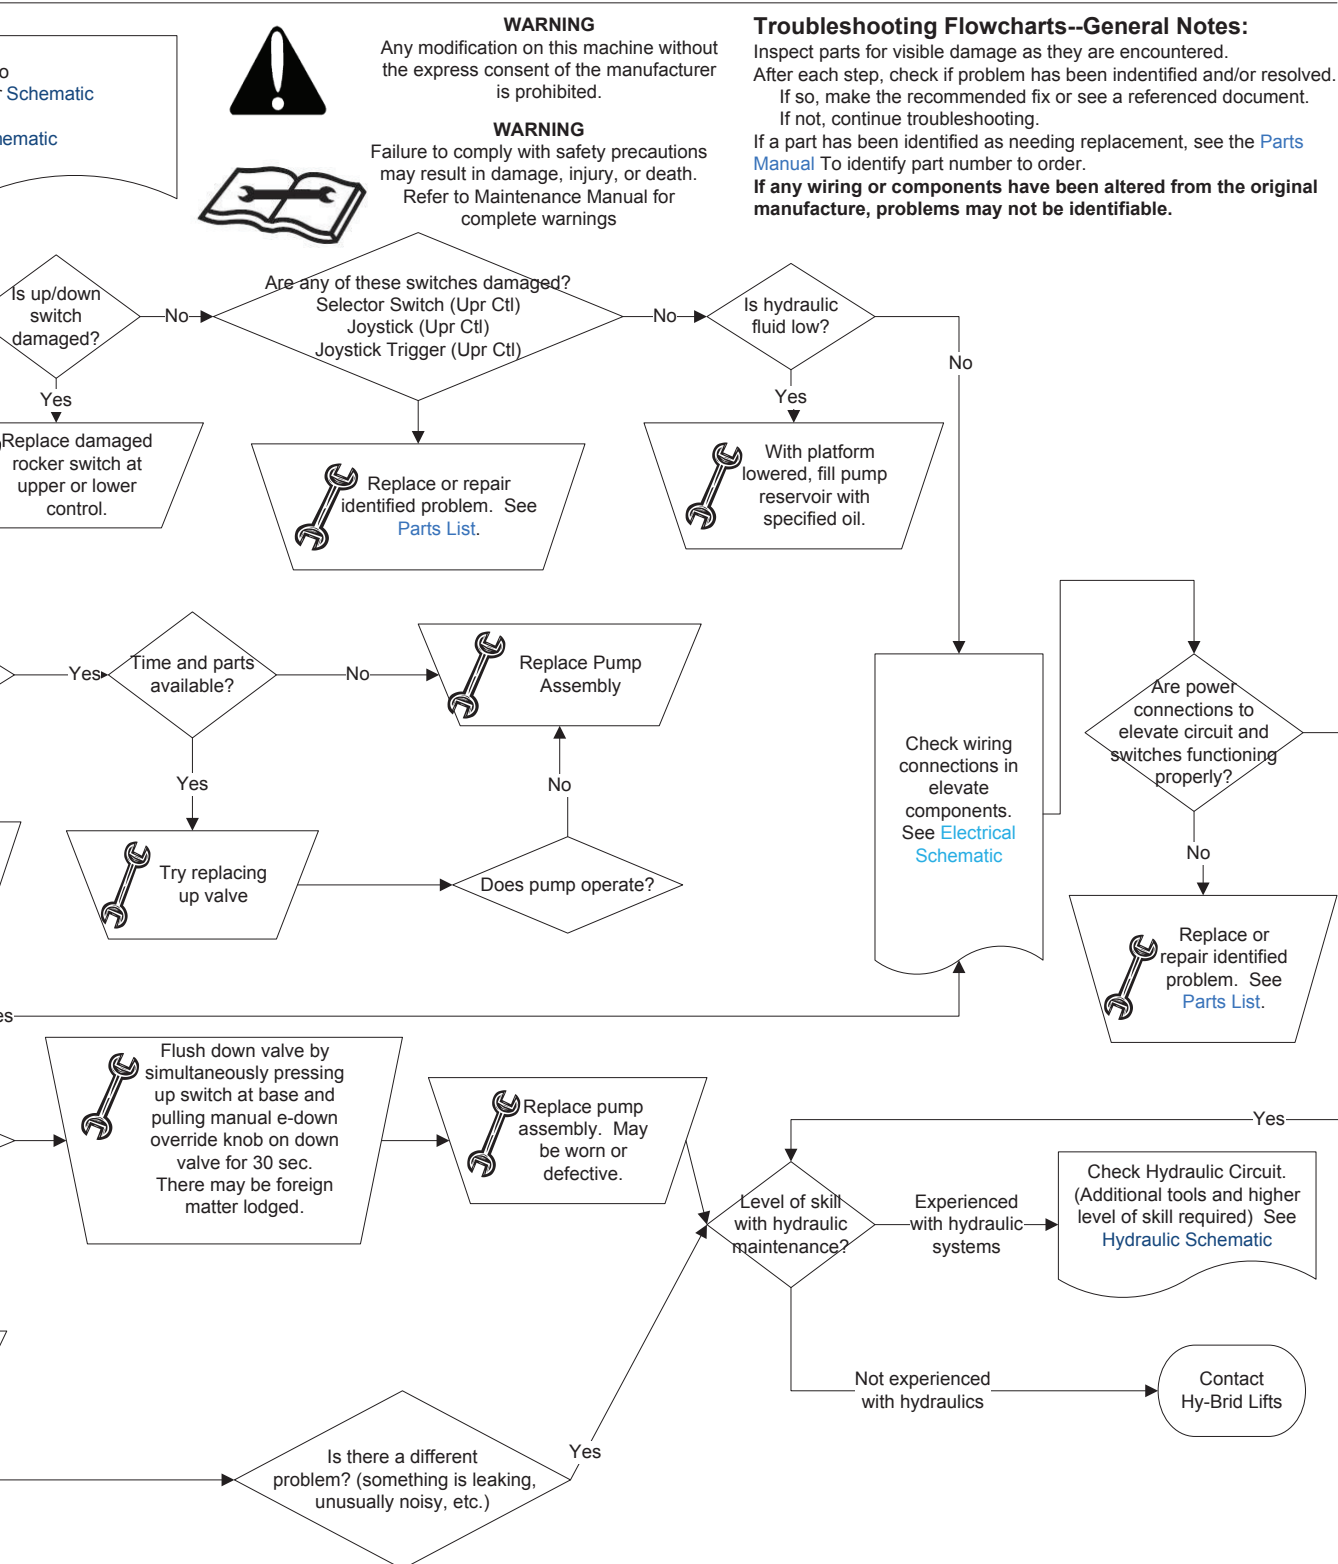 WARNING
Any modification on this machine without
the express consent of the manufacturer
is prohibited.
WARNING
Failure to comply with safety precautions
may result in damage, injury, or death.
Refer to Maintenance Manual for
complete warnings
Troubleshooting Flowcharts--General Notes:
Inspect parts for visible damage as they are encountered.
After each step, check if problem has been indentified and/or resolved.
If so, make the recommended fix or see a referenced document.
If not, continue troubleshooting.
If a part has been identified as needing replacement, see the Parts
Manual To identify part number to order.
If any wiring or components have been altered from the original
manufacture, problems may not be identifiable.
Schematic
Is up/down
switch
damaged?
No
Are any of these switches damaged?
Selector Switch (Upr Ctl)
Joystick (Upr Ctl)
Joystick Trigger (Upr Ctl)
No
Is hydraulic
fluid low?
No
Yes
Yes
Replace damaged
rocker switch at
upper or lower
control.
Replace or repair
identified problem. See
Parts List.
With platform
lowered, fill pump
reservoir with
specified oil.
Yes
Time and parts
available?
No
Replace Pump
Assembly
Yes
No
Try replacing
up valve
Does pump operate?
Check wiring
connections in
elevate
components.
See Electrical
Schematic
Are power
connections to
elevate circuit and
switches functioning
properly?
No
Replace or
repair identified
problem. See
Parts List.
Flush down valve by
simultaneously pressing
up switch at base and
pulling manual e-down
override knob on down
valve for 30 sec.
There may be foreign
matter lodged.
Replace pump
assembly. May
be worn or
defective.
Yes
Level of skill
with hydraulic
maintenance?
Experienced
with hydraulic
systems
Check Hydraulic Circuit.
(Additional tools and higher
level of skill required) See
Hydraulic Schematic
Not experienced
with hydraulics
Contact
Hy-Brid Lifts
Is there a different
problem? (something is leaking,
unusually noisy, etc.)
Yes